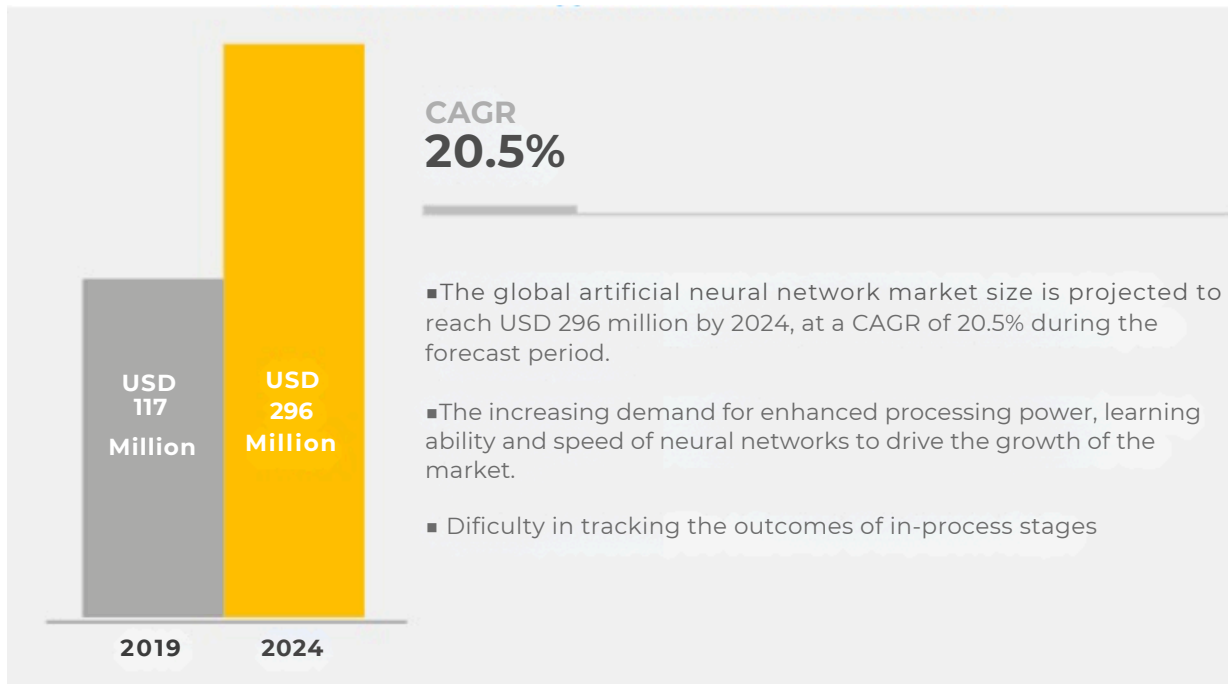 CAGR
20.5%
▪The global artificial neural network market size is projected to
reach USD 296 million by 2024, at a CAGR of 20.5% during the
forecast period.
▪The increasing demand for enhanced processing power, learning
ability and speed of neural networks to drive the growth of the
market.
▪ Dificulty in tracking the outcomes of in-process stages
USD
117
Million
USD
296
Million
2019
2024